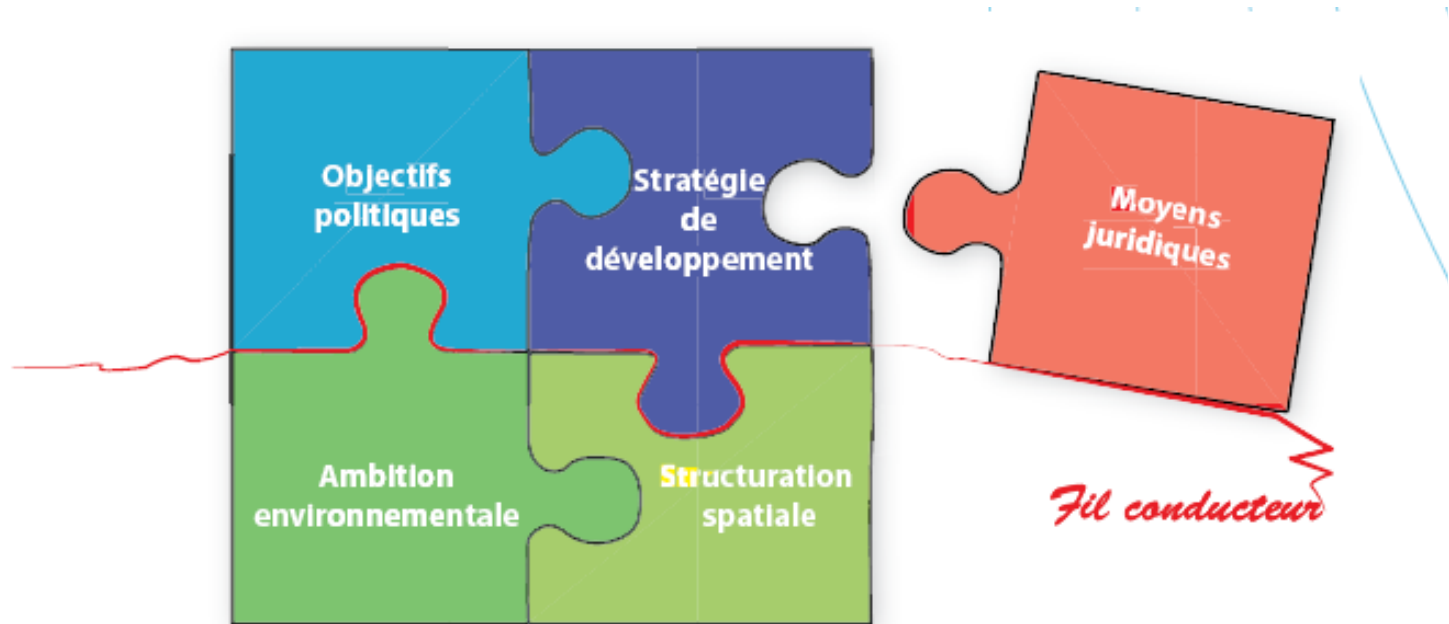 Objectifs
politiques
Stratégie
de
développement
Moyens
juridiques
Ambition
environnementale
Structuration
spatiale
Fil conducteur